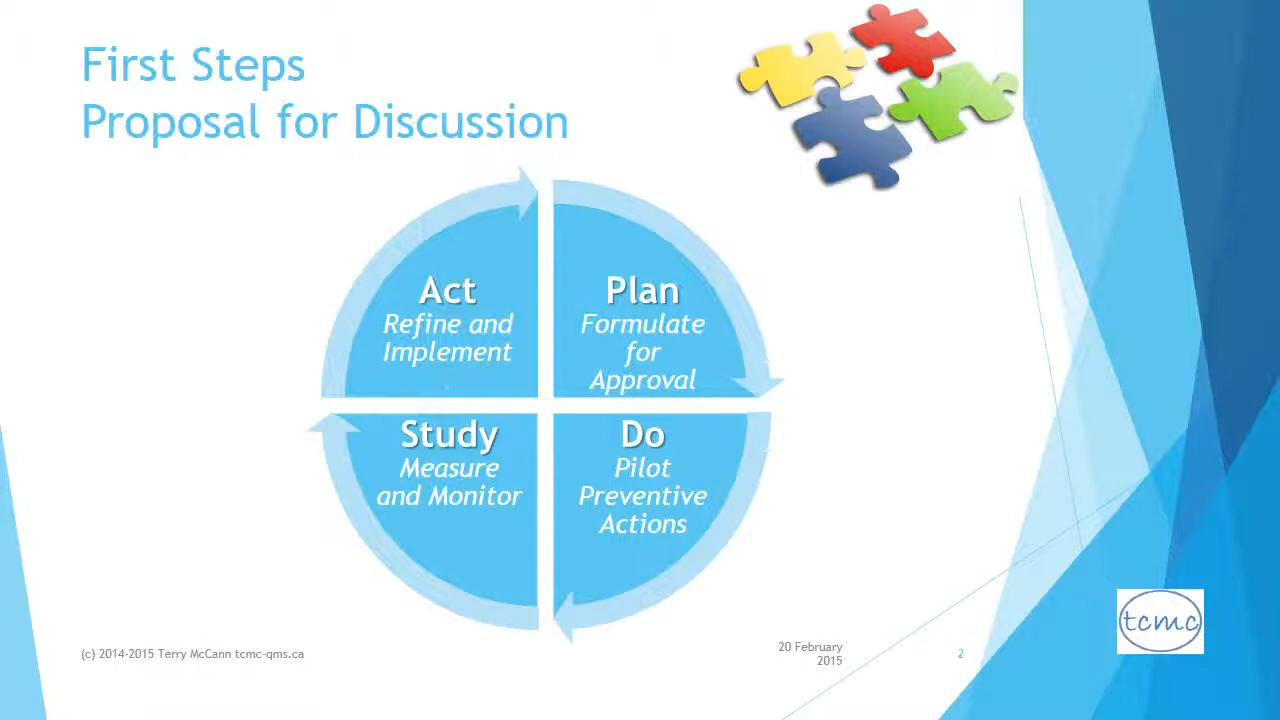 First Steps
Proposal for Discussion
Act
Refine and
Implement
Plan
Formulate
for
Approval
Study
Measure
and Monitor
Do
Pilot
Preventive
Actions
tcmc
(c) 2014-2015 Terry McCann tcmc-qms.ca
20 February
2015
2